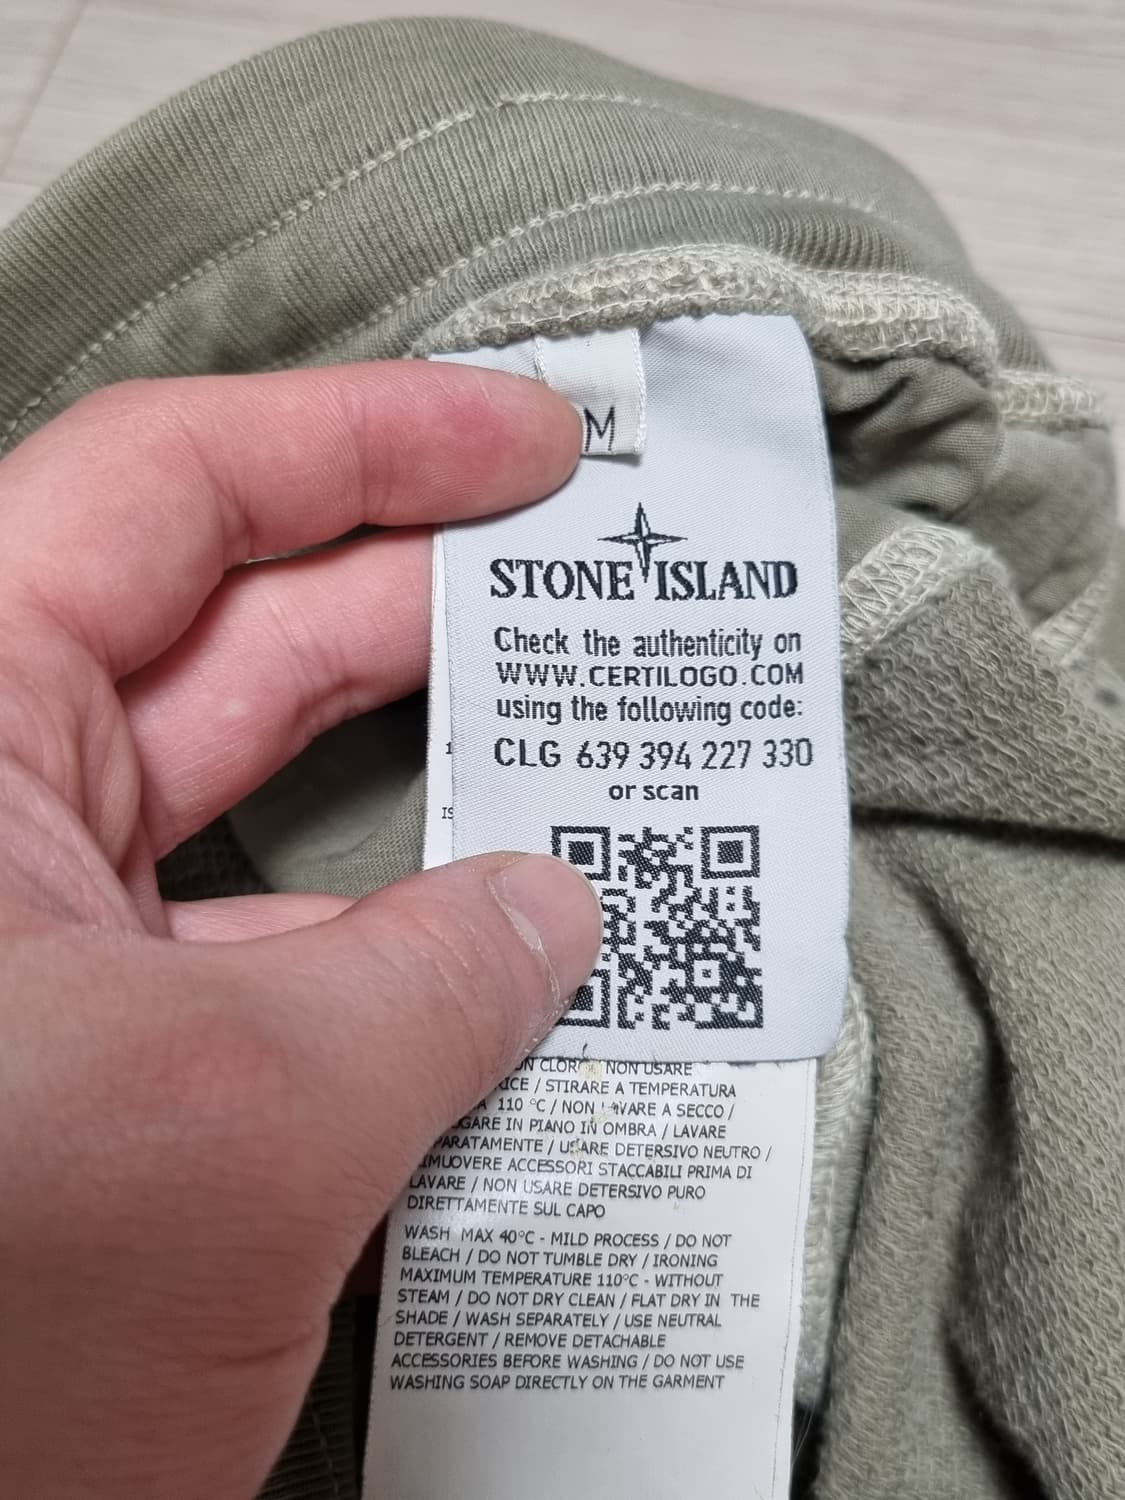 M
STONE ISLAND
Check the authenticity on
WWW.CERTILOGO.COM
using the following code:
CLG 639 394 227 330
or scan
NON USARE
/ STIRARE A TEMPERATURA
110 °C / NON LAVARE A SECCO /
IN PIANO IN OMBRA / LAVARE
/ USARE DETERSIVO NEUTRO /
ACCESSORI STACCABILI PRIMA DI
LAVARE / NON USARE DETERSIVO PURO
DIRETTAMENTE SUL CAPO
WASH MAX 40°C - MILD PROCESS / DO NOT
BLEACH / DO NOT TUMBLE DRY / IRONING
MAXIMUM TEMPERATURE 110°C - WITHOUT
STEAM / DO NOT DRY CLEAN / FLAT DRY IN THE
SHADE / WASH SEPARATELY / USE NEUTRAL
DETERGENT / REMOVE DETACHABLE
ACCESSORIES BEFORE WASHING / DO NOT USE
WASHING SOAP DIRECTLY ON THE GARMENT